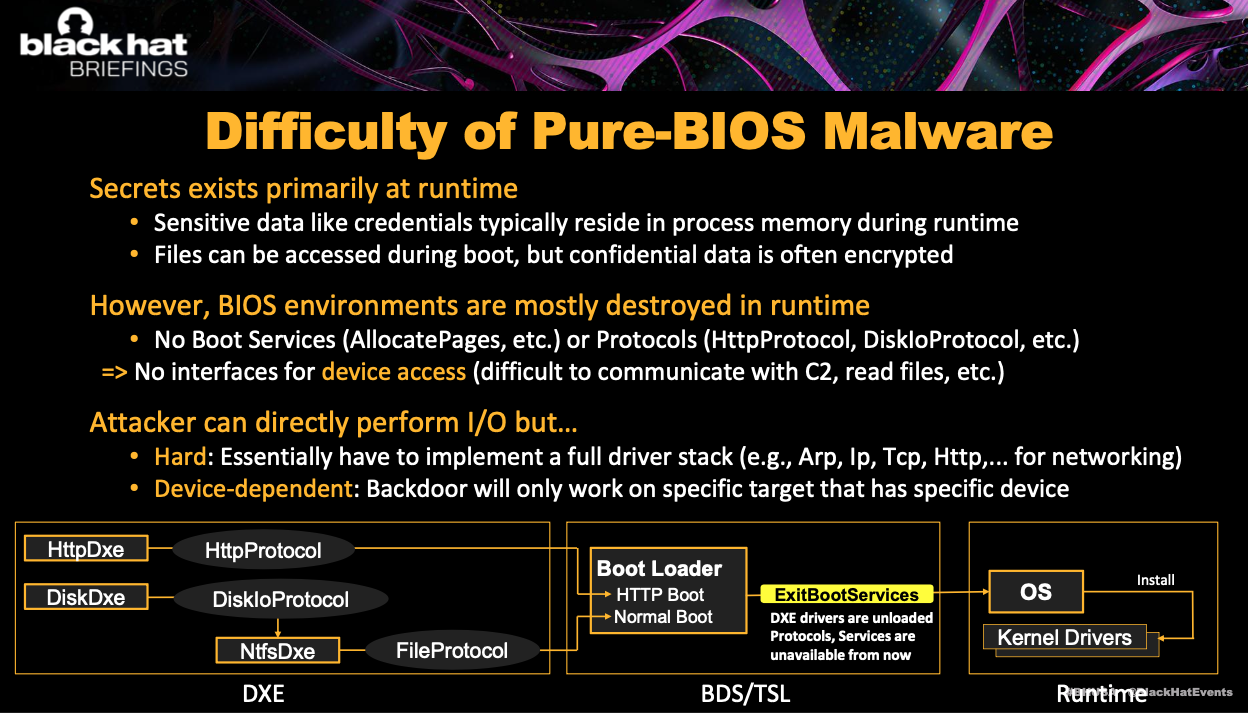 black hat
BRIEFINGS
Difficulty of Pure-BIOS Malware
Secrets exists primarily at runtime
• Sensitive data like credentials typically reside in process memory during runtime
• Files can be accessed during boot, but confidential data is often encrypted
However, BIOS environments are mostly destroyed in runtime
• No Boot Services (AllocatePages, etc.) or Protocols (HttpProtocol, DiskIoProtocol, etc.)
=> No interfaces for device access (difficult to communicate with C2, read files, etc.)
Attacker can directly perform I/O but...
• Hard: Essentially have to implement a full driver stack (e.g., Arp, Ip, Tcp, Http,... for networking)
• Device-dependent: Backdoor will only work on specific target that has specific device
HttpDxe
HttpProtocol
DiskDxe
DiskIoProtocol
NtfsDxe
FileProtocol
DXE
Boot Loader
HTTP Boot
Normal Boot
ExitBootServices
DXE drivers are unloaded
Protocols, Services are
unavailable from now
BDS/TSL
OS
Install
Kernel Drivers
Runtime
@BlackHatEvents